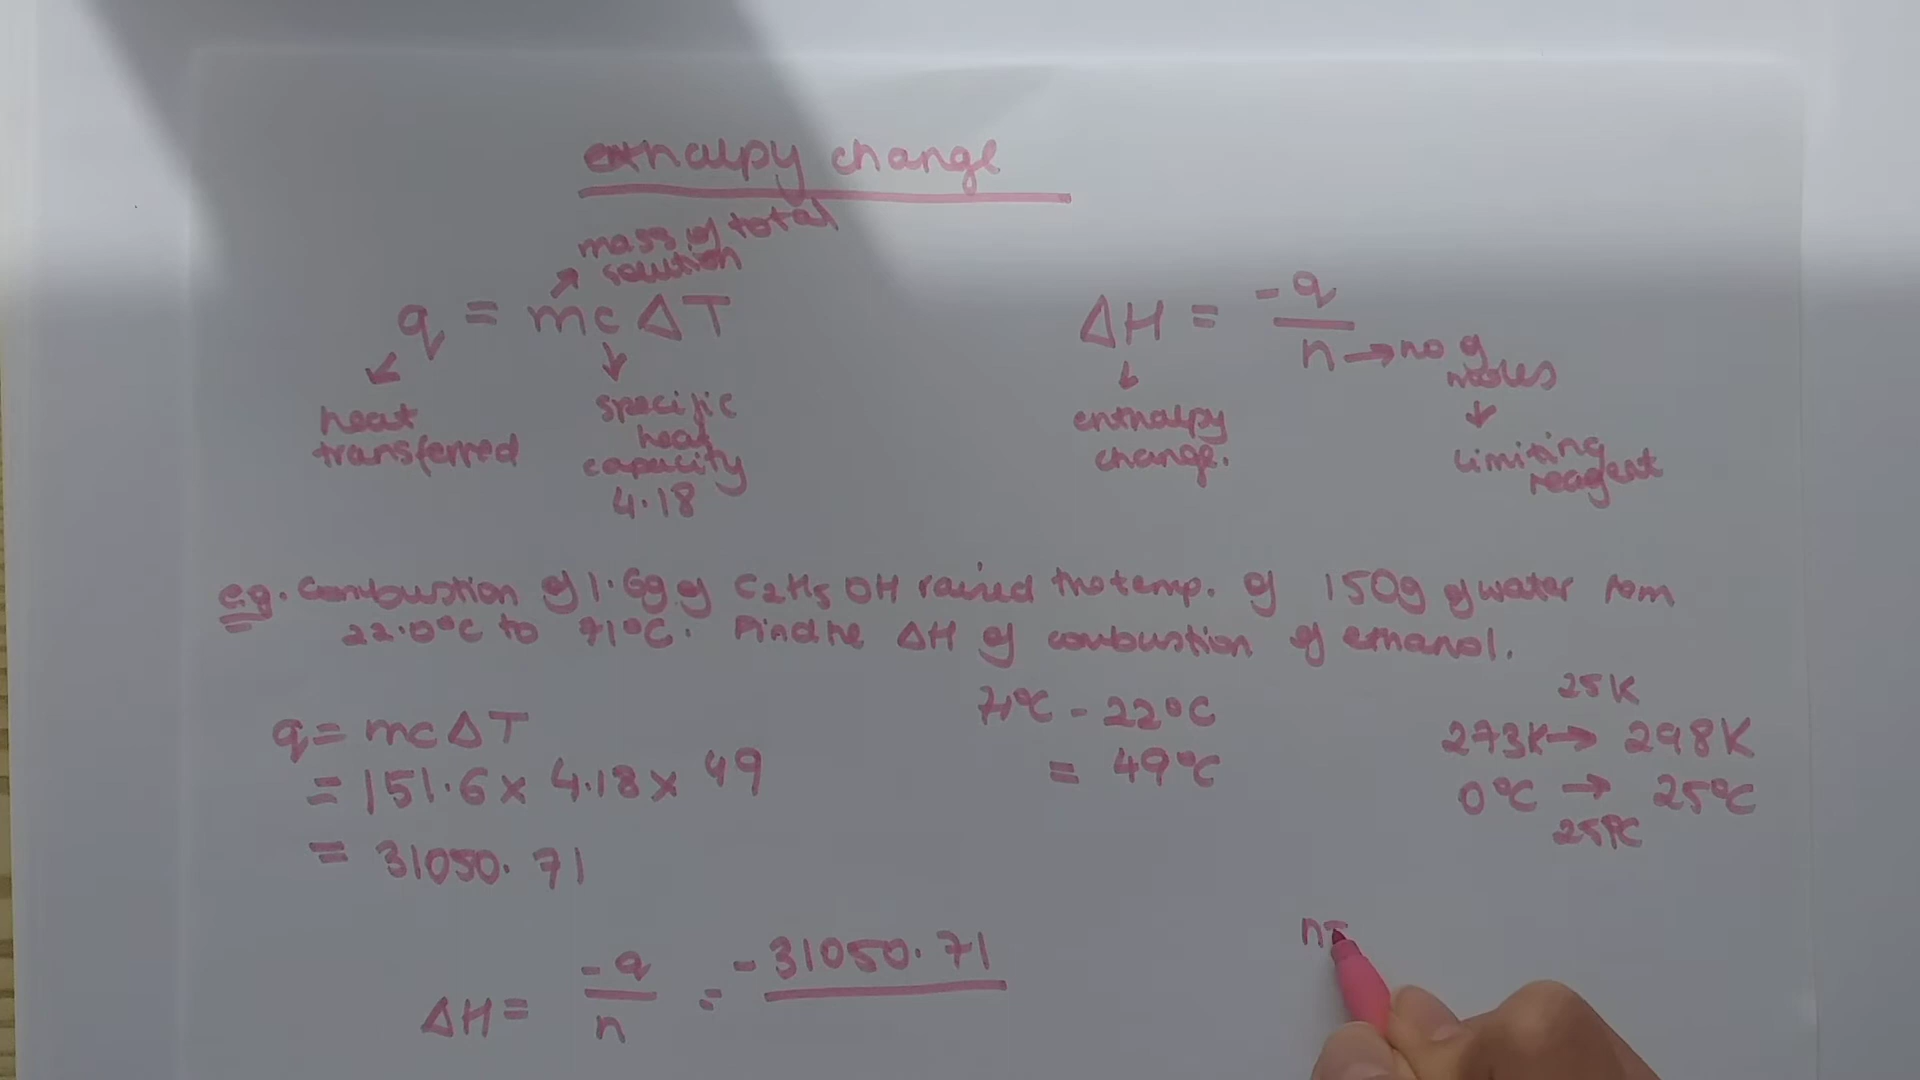 enthalpy change
mass of total
solution
q = mc ΔT
heat
transferred
specific
heat
capacity
4.18
ΔH = -q
n → no of
moles
enthalpy
change.
limiting
reagent
e.g. Combustion of 1.6g of C2H5OH raised the temp. of 150g of water from
22.0°C to 71°C. Find the ΔH of combustion of ethanol.
q = mcΔT
= 151.6 × 4.18 × 49
= 31050.71
71°C - 22°C
= 49°C
25K
273K → 298K
0°C → 25°C
25°C
ΔH = -q/n = -31050.71
n=